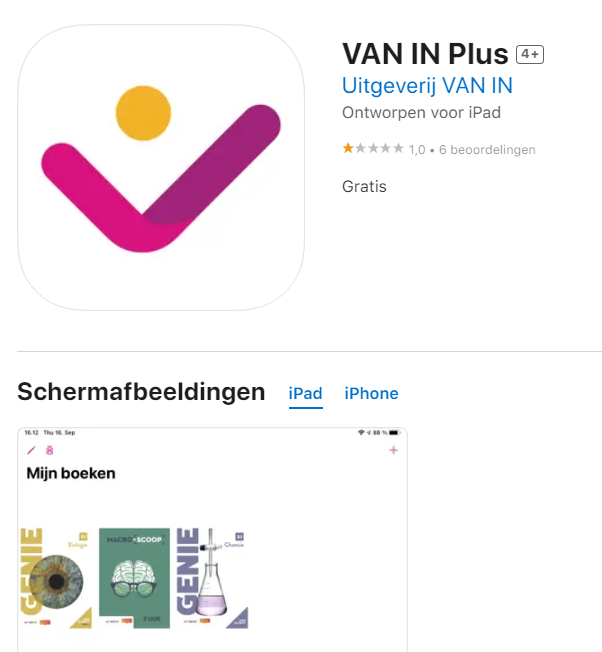 VAN IN Plus 4+
Uitgeverij VAN IN
Ontworpen voor iPad
1,0 • 6 beoordelingen
Gratis
Schermafbeeldingen iPad iPhone
16.12 Thu 16. Sep 88 %
Mijn boeken
GENIE Biologie
MACRO SCOOP
GENIE Chemie